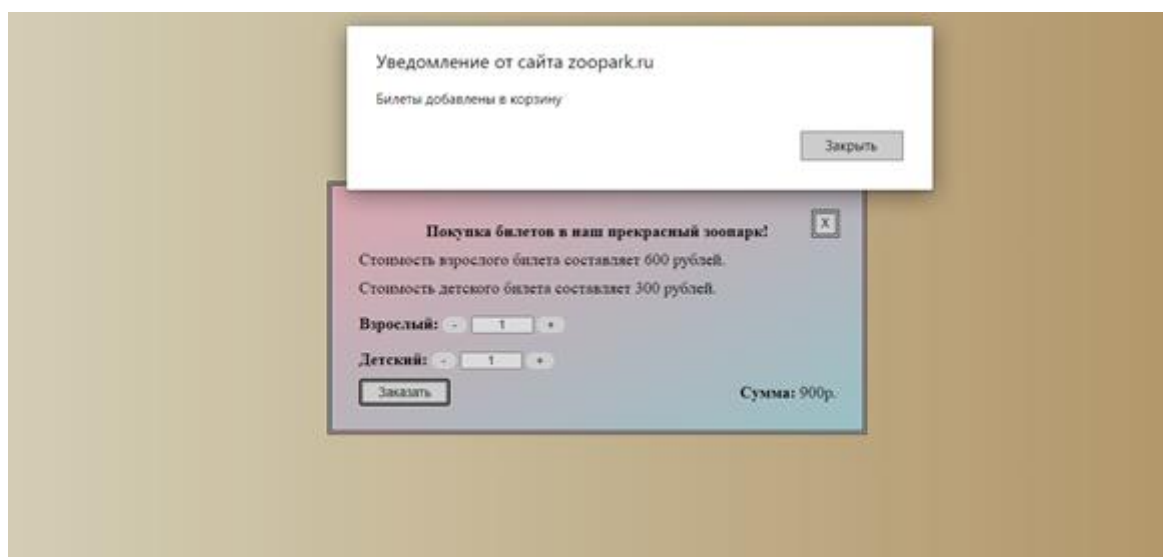 Уведомление от сайта zoopark.ru
Билеты добавлены в корзину
Закрыть
X
Покупка билетов в наш прекрасный зоопарк!
Стоимость взрослого билета составляет 600 рублей.
Стоимость детского билета составляет 300 рублей.
Взрослый: - 1 +
Детский: - 1 +
Заказать Сумма: 900р.